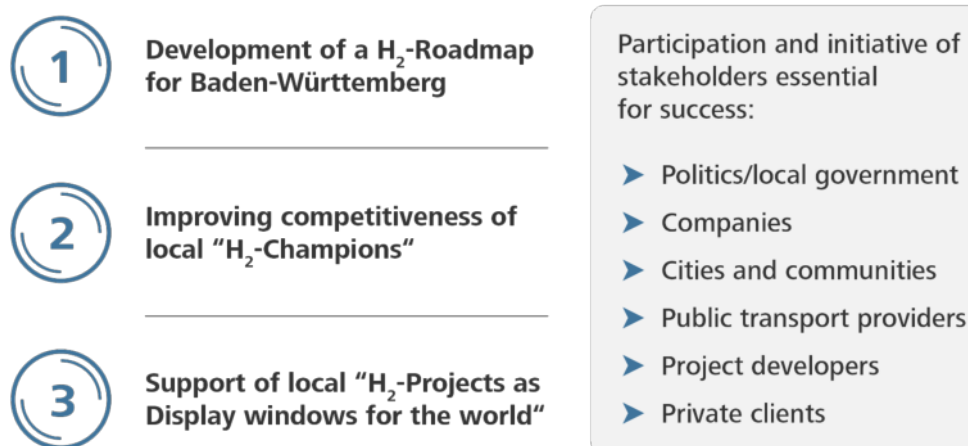 1
Development of a H₂-Roadmap
for Baden-Württemberg
2
Improving competitiveness of
local “H₂-Champions“
3
Support of local “H₂-Projects as
Display windows for the world“
Participation and initiative of
stakeholders essential
for success:
➤ Politics/local government
➤ Companies
➤ Cities and communities
➤ Public transport providers
➤ Project developers
➤ Private clients